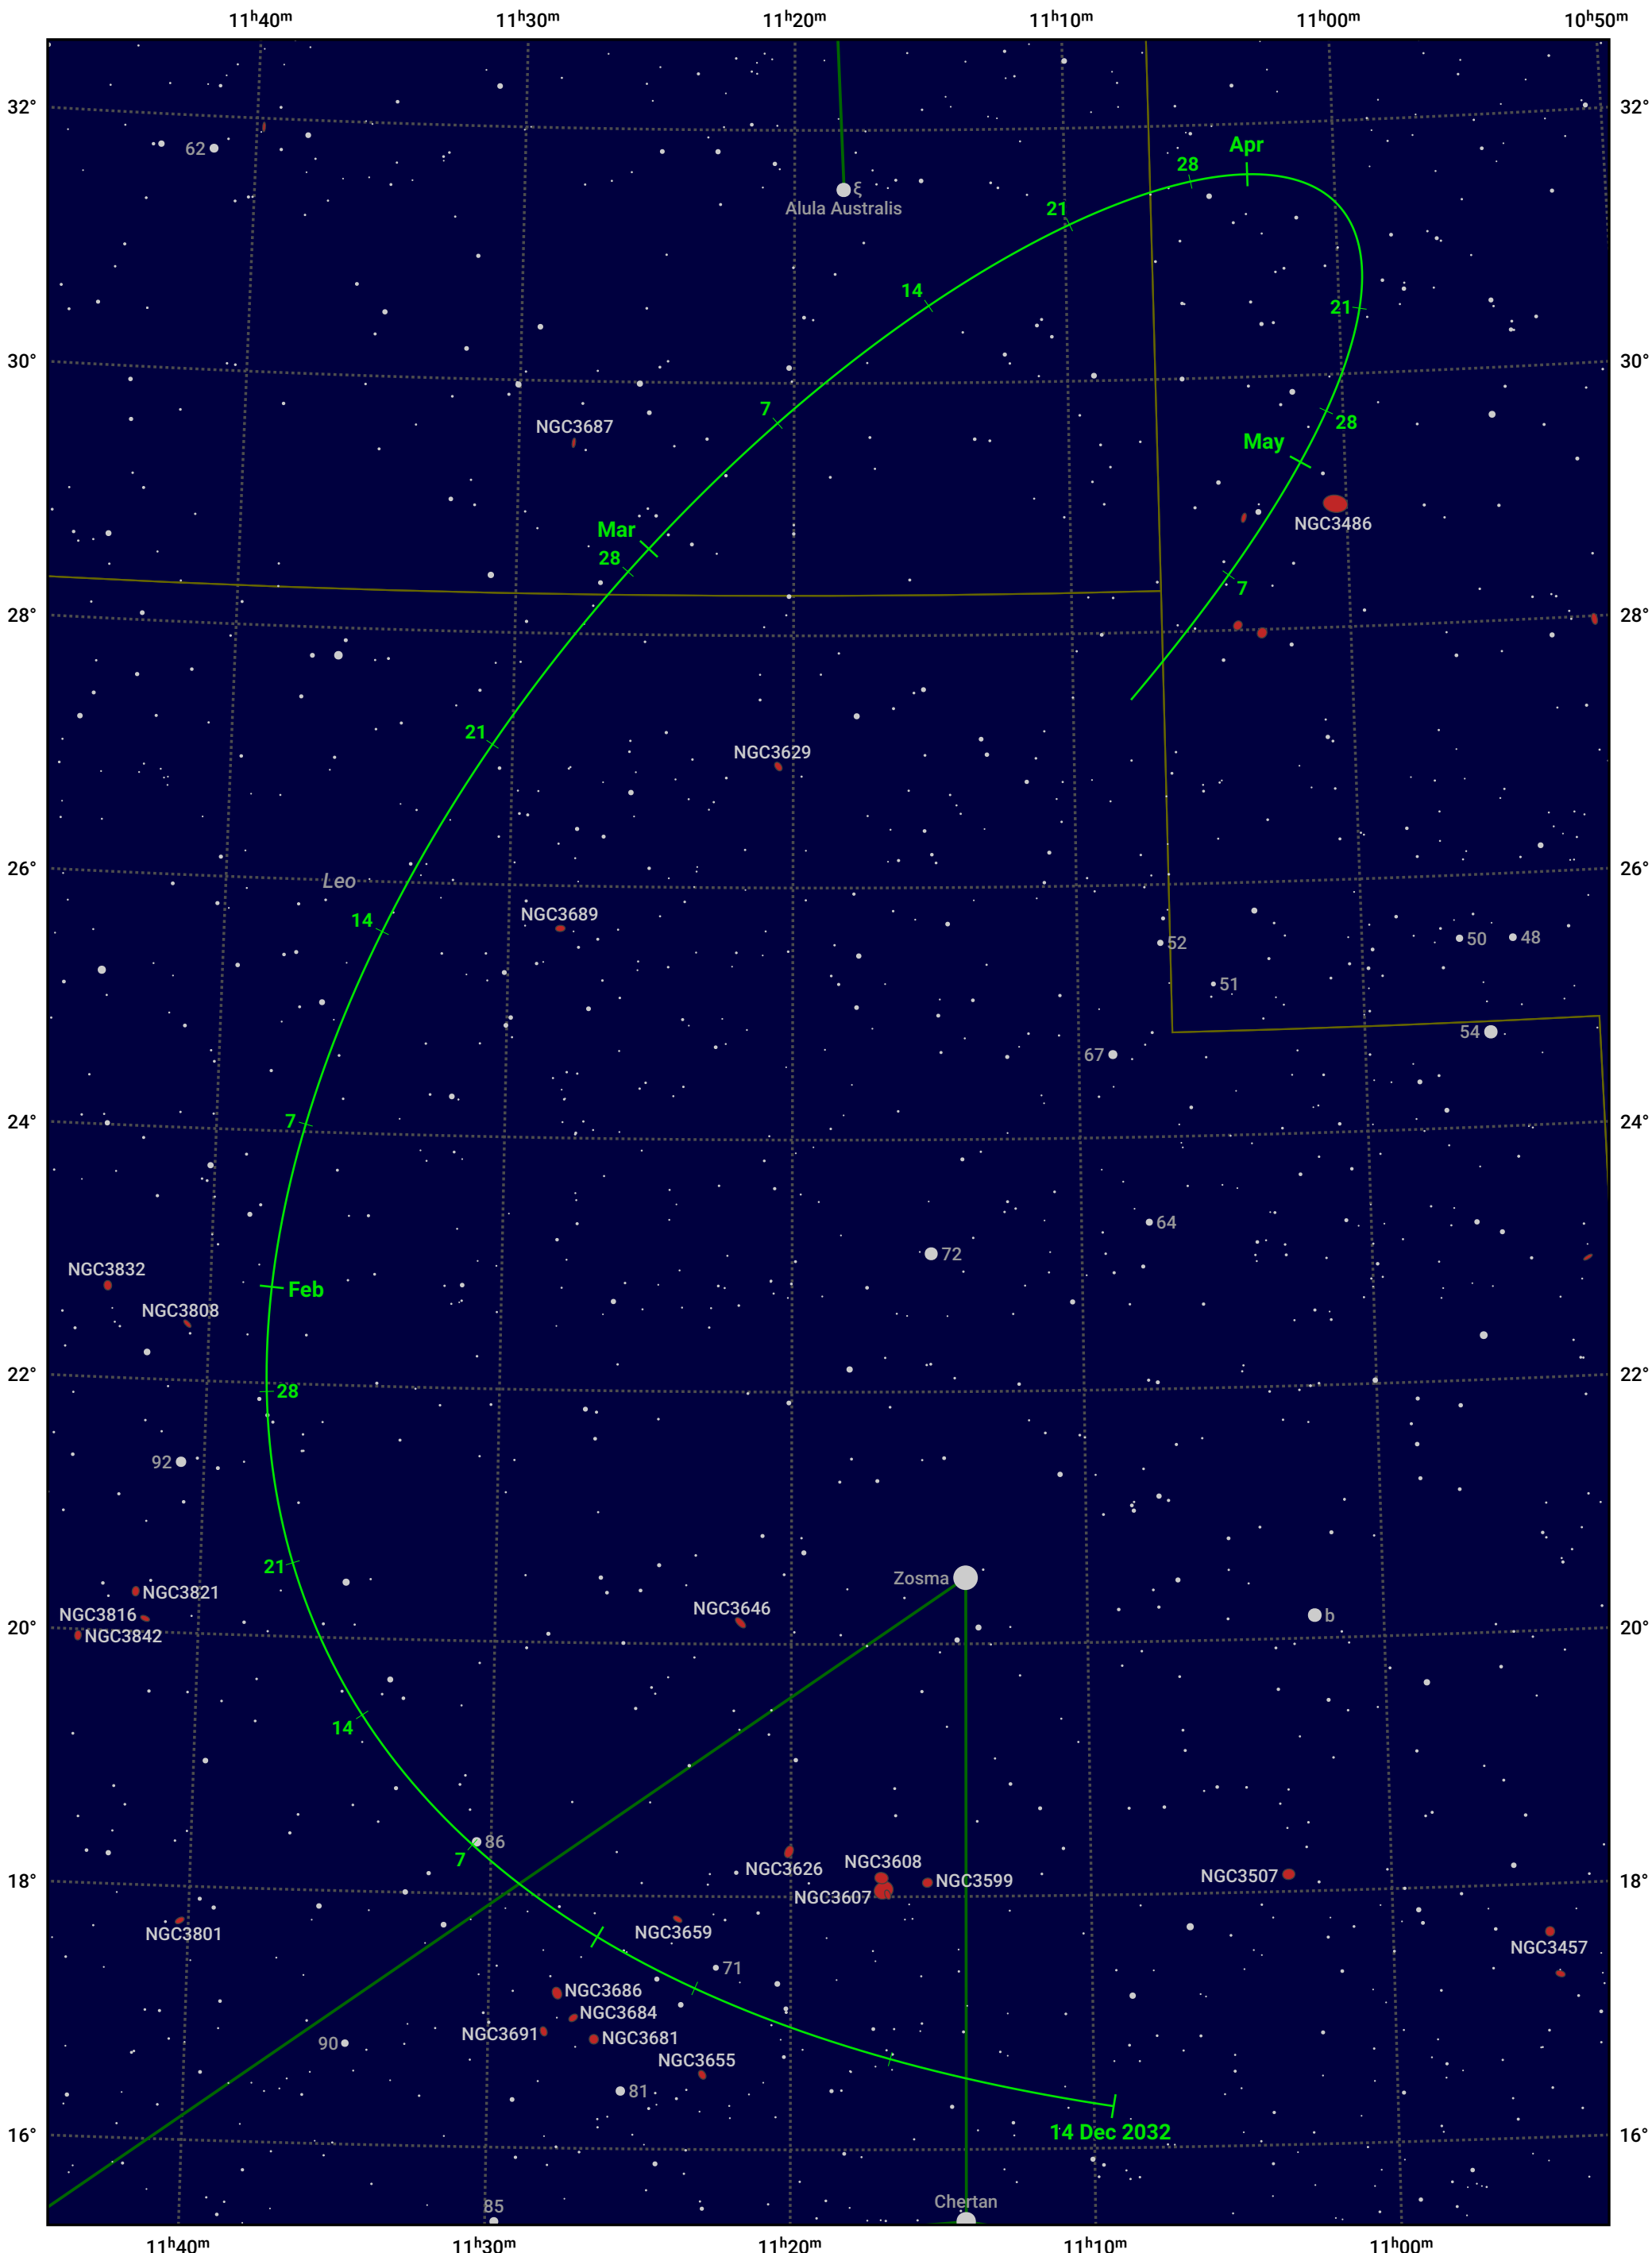 11ʰ40ᵐ 11ʰ30ᵐ 11ʰ20ᵐ 11ʰ10ᵐ 11ʰ00ᵐ 10ʰ50ᵐ
32° 32°
Apr
62
28
ξ
Alula Australis
21
14
21
30° 30°
7
28
NGC3687
May
NGC3486
Mar
28
7
28° 28°
21
NGC3629
26° 26°
Leo
14
NGC3689
50
48
52
51
54
67
24° 24°
7
64
72
NGC3832
Feb
NGC3808
22° 22°
28
92
21
Zosma
NGC3821
NGC3646
NGC3816
b
20° 20°
NGC3842
14
86
7
NGC3608
NGC3626
NGC3507
NGC3599
18° 18°
NGC3607
NGC3659
NGC3801
NGC3457
71
NGC3686
NGC3684
NGC3691
NGC3681
90
NGC3655
81
14 Dec 2032
16° 16°
Chertan
85
11ʰ40ᵐ 11ʰ30ᵐ 11ʰ20ᵐ 11ʰ10ᵐ 11ʰ00ᵐ